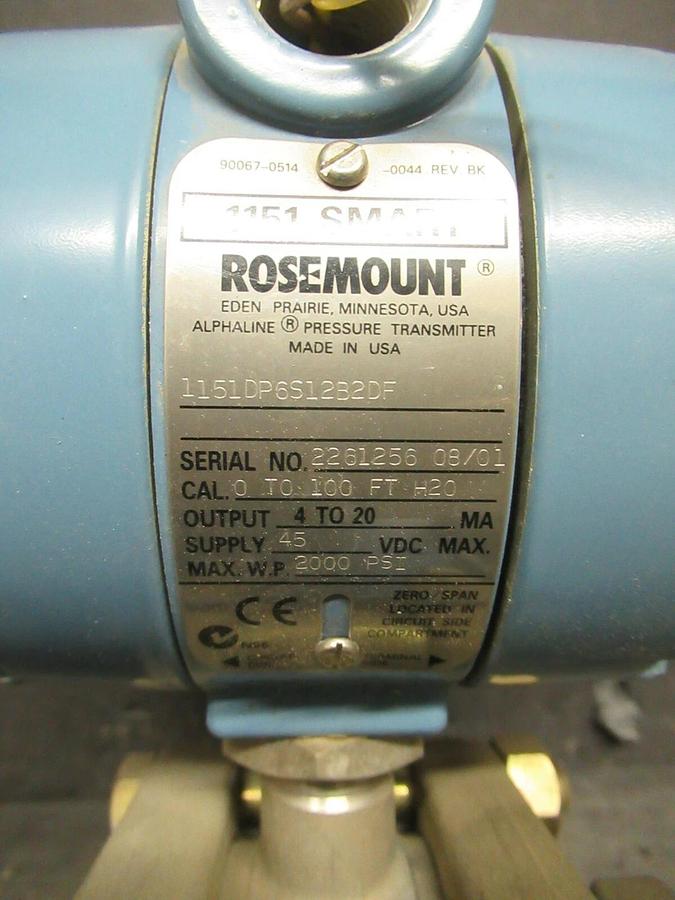 90067-0514 -0044 REV BK
1151 SMART
ROSEMOUNT ®
EDEN PRAIRIE, MINNESOTA, USA
ALPHALINE ® PRESSURE TRANSMITTER
MADE IN USA
1151DP6S12B2DF
SERIAL NO. 2261256 08/01
CAL. 0 TO 100 FT H2O
OUTPUT 4 TO 20 MA
SUPPLY 45 VDC MAX.
MAX. W.P. 2000 PSI
CE
ZERO/SPAN
LOCATED IN
CIRCUIT SIDE
COMPARTMENT
N96
TERMINAL